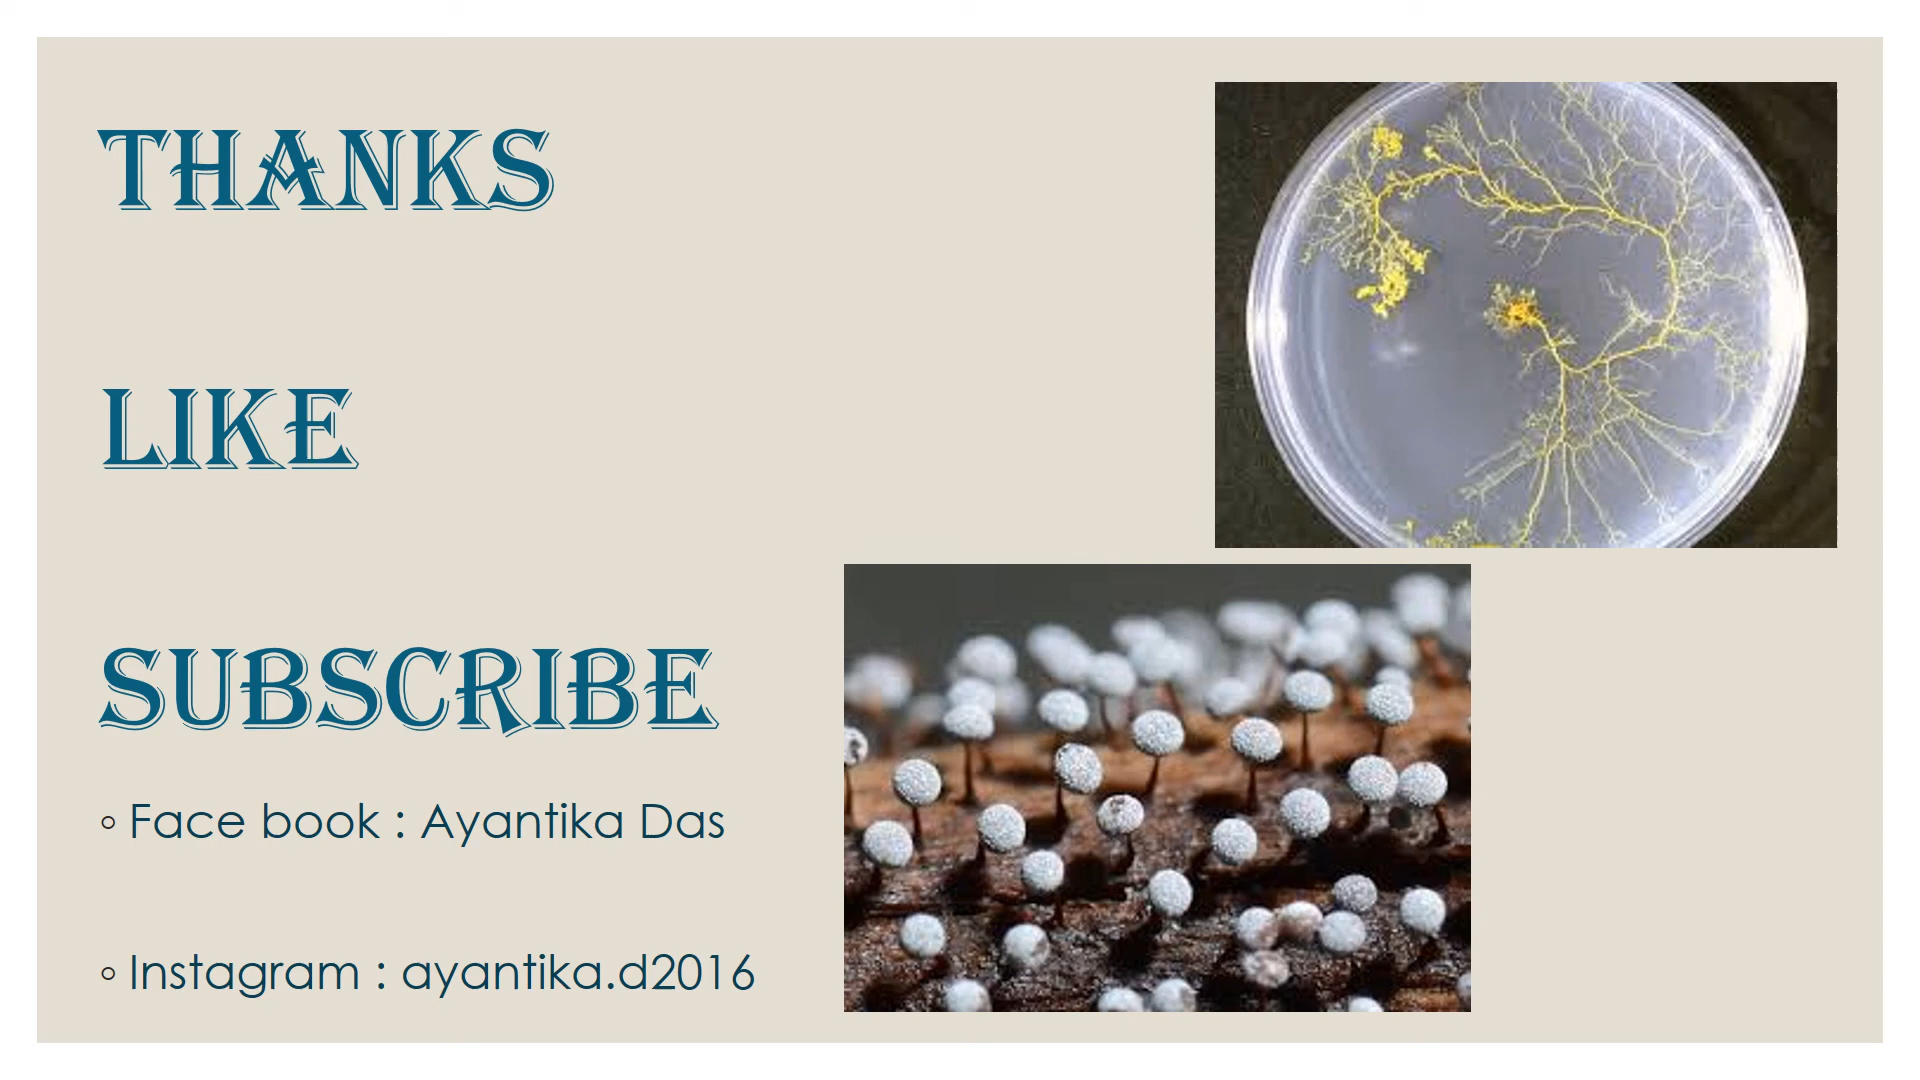 THANKS
LIKE
SUBSCRIBE
◦ Face book : Ayantika Das
◦ Instagram : ayantika.d2016